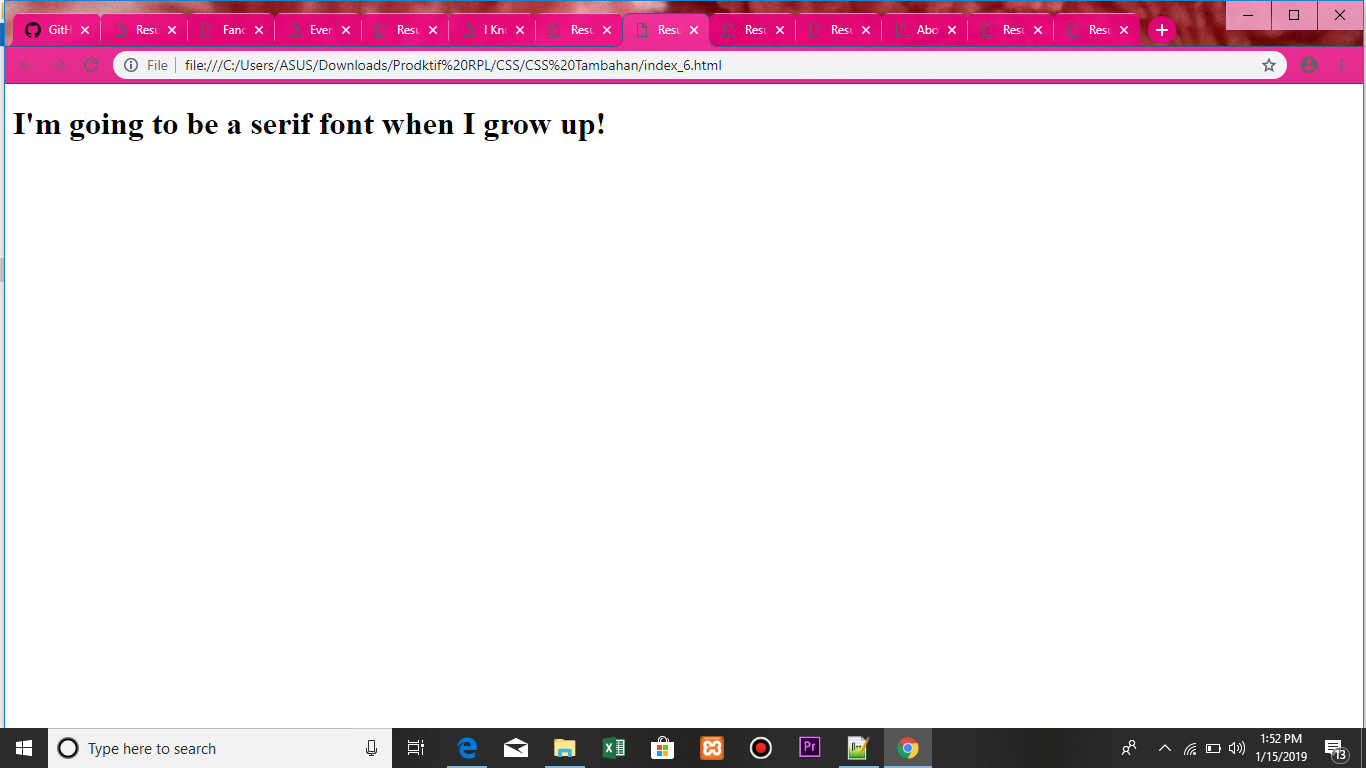 GitH Resu Fanc Ever Resu I Kno Resu Resu Resu Resu Abo Resu Resu
File file:///C:/Users/ASUS/Downloads/Prodktif%20RPL/CSS/CSS%20Tambahan/index_6.html
I'm going to be a serif font when I grow up!
Type here to search
Pr
1:52 PM
1/15/2019
13